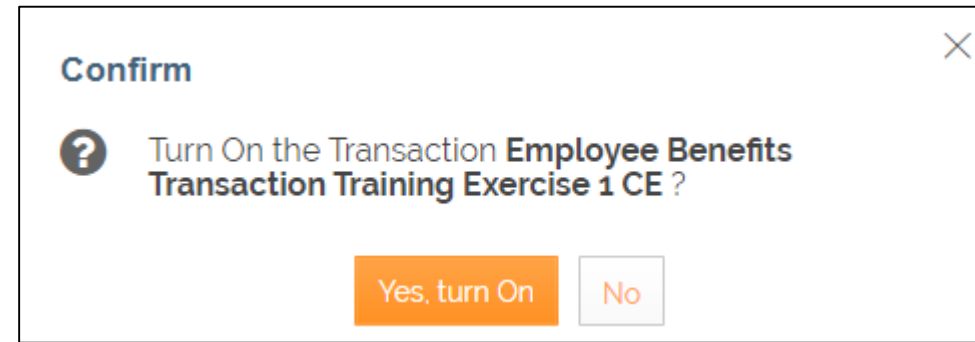 Confirm
Turn On the Transaction Employee Benefits
Transaction Training Exercise 1 CE ?
Yes, turn On
No